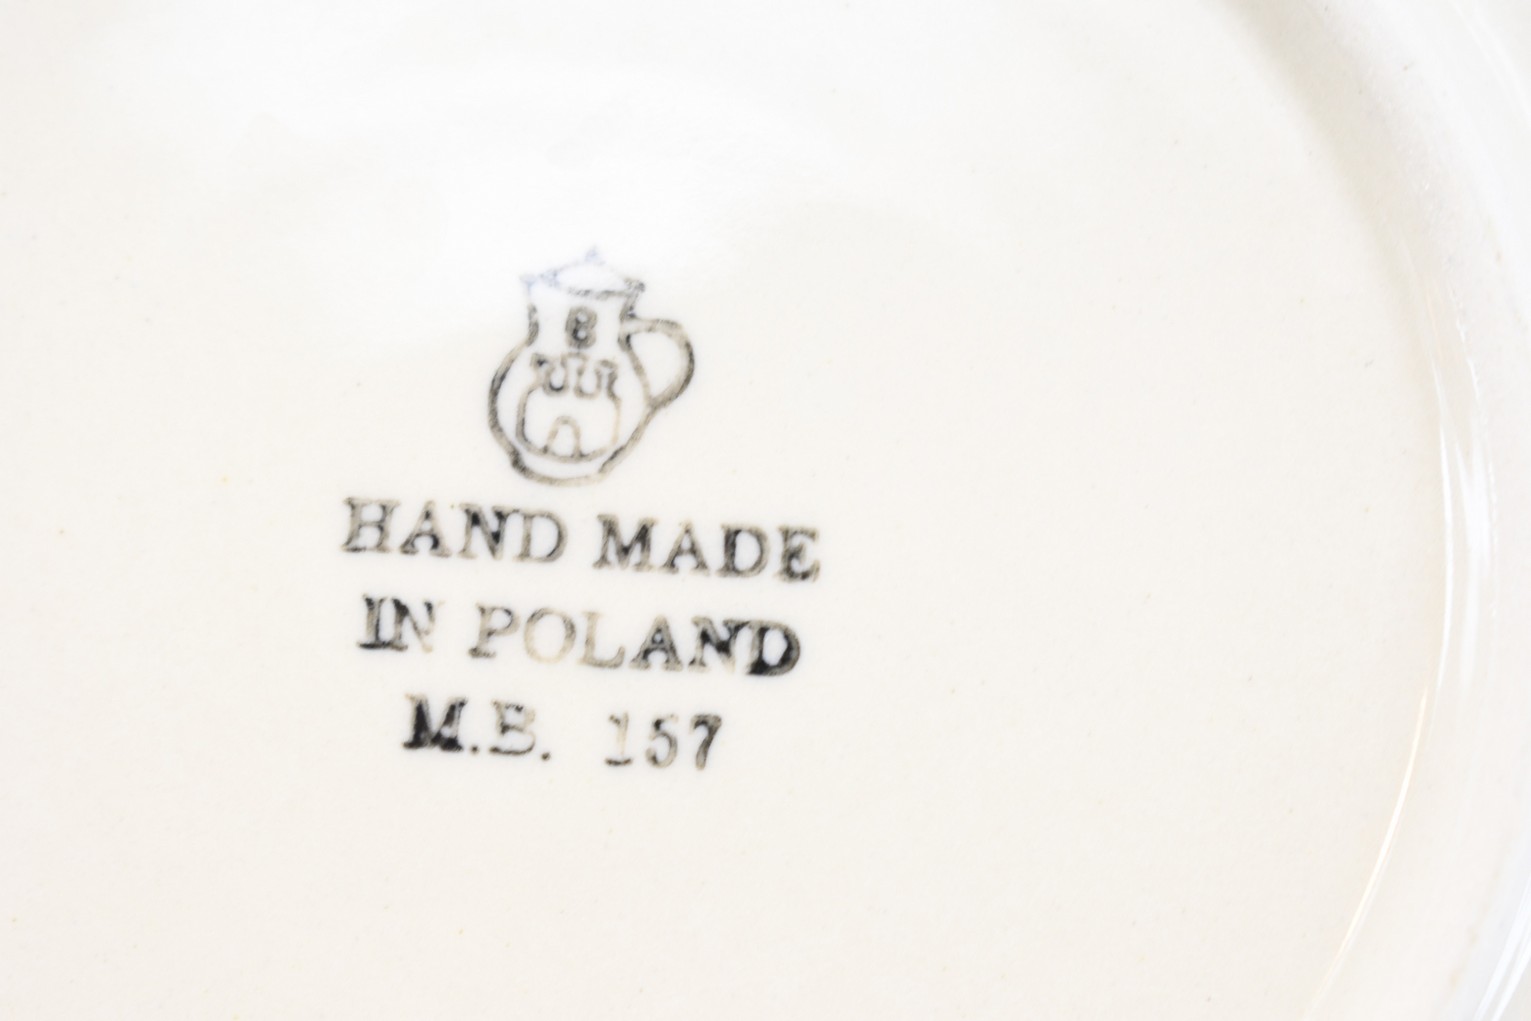 B
HAND MADE
IN POLAND
M.B. 157